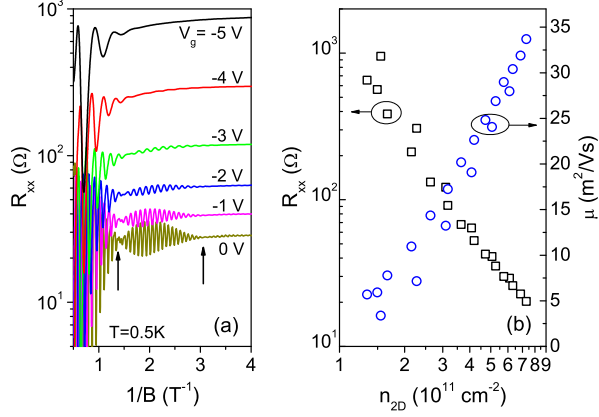 10³
10²
10¹
R_xx (Ω)
V_g = -5 V
-4 V
-3 V
-2 V
-1 V
0 V
T=0.5K
(a)
1 2 3 4
1/B (T⁻¹)
10³
10²
10¹
R_xx (Ω)
35
30
25
20
15
10
5
0
μ (m²/Vs)
(b)
1 2 3 4 5 6 7 8 9
n_2D (10¹¹ cm⁻²)